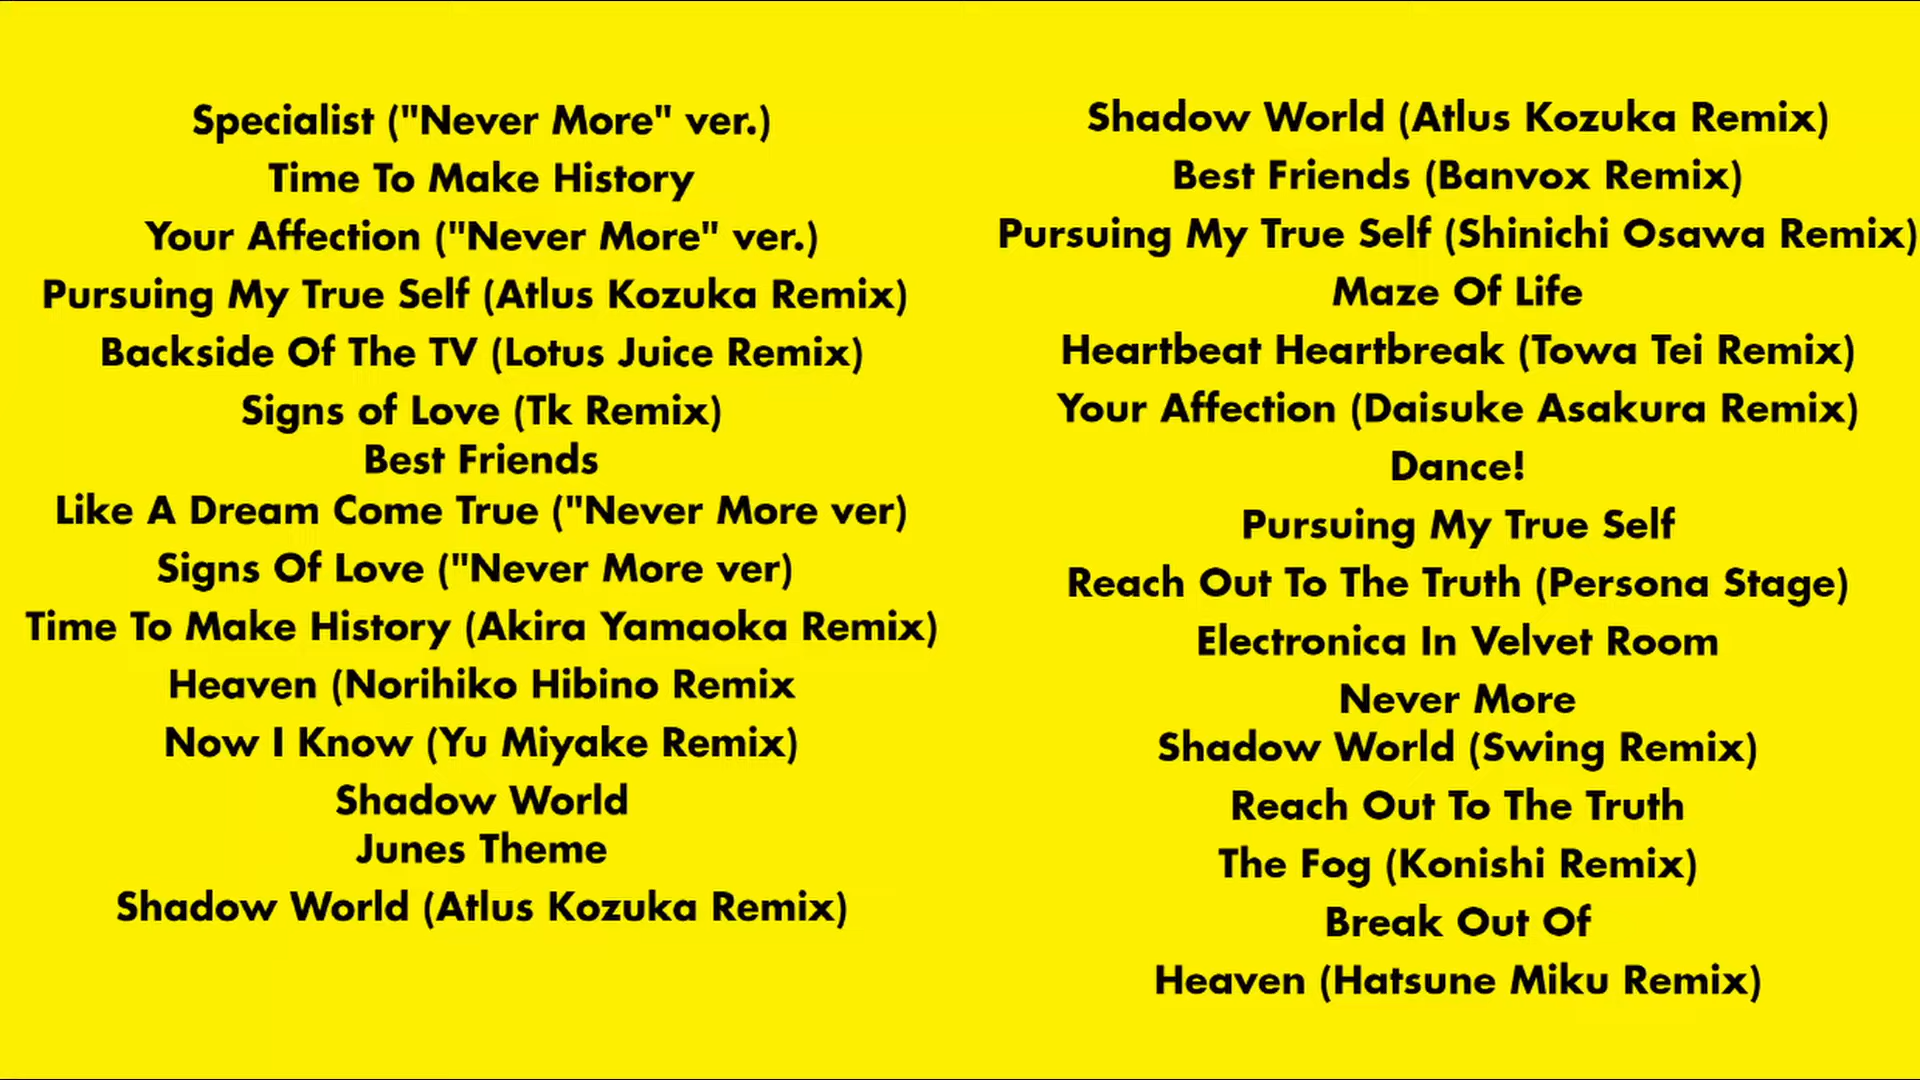 Specialist ("Never More" ver.)
Time To Make History
Your Affection ("Never More" ver.)
Pursuing My True Self (Atlus Kozuka Remix)
Backside Of The TV (Lotus Juice Remix)
Signs of Love (Tk Remix)
Best Friends
Like A Dream Come True ("Never More ver)
Signs Of Love ("Never More ver)
Time To Make History (Akira Yamaoka Remix)
Heaven (Norihiko Hibino Remix
Now I Know (Yu Miyake Remix)
Shadow World
Junes Theme
Shadow World (Atlus Kozuka Remix)
Shadow World (Atlus Kozuka Remix)
Best Friends (Banvox Remix)
Pursuing My True Self (Shinichi Osawa Remix)
Maze Of Life
Heartbeat Heartbreak (Towa Tei Remix)
Your Affection (Daisuke Asakura Remix)
Dance!
Pursuing My True Self
Reach Out To The Truth (Persona Stage)
Electronica In Velvet Room
Never More
Shadow World (Swing Remix)
Reach Out To The Truth
The Fog (Konishi Remix)
Break Out Of
Heaven (Hatsune Miku Remix)